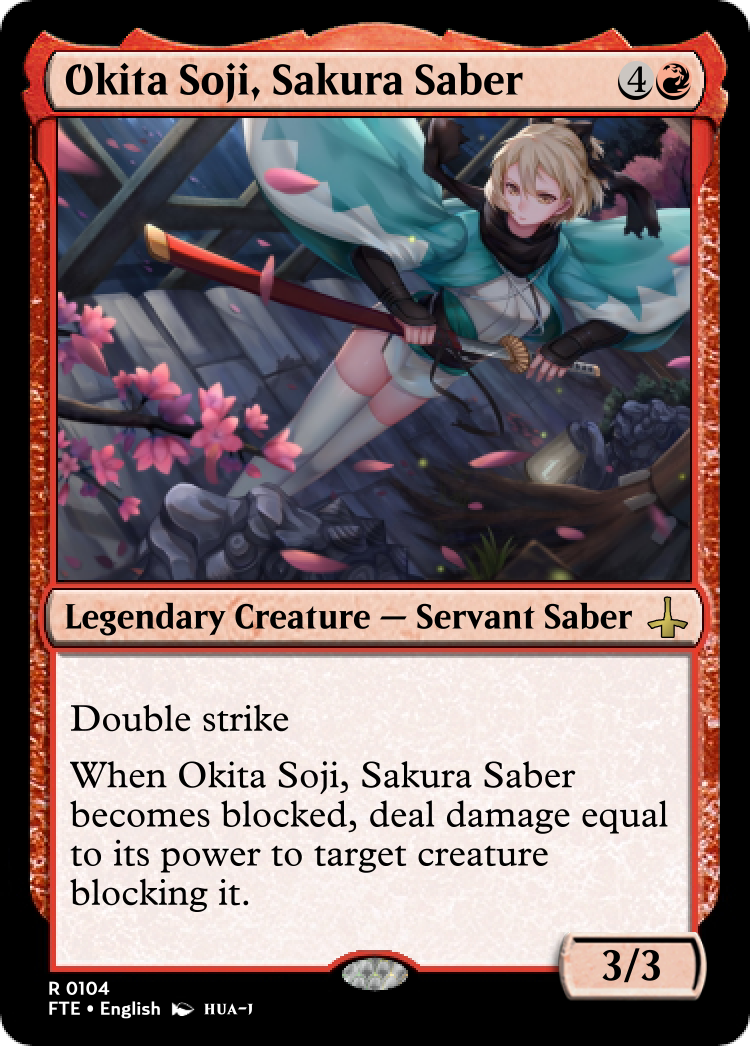 Okita Soji, Sakura Saber 4
Legendary Creature — Servant Saber
Double strike
When Okita Soji, Sakura Saber
becomes blocked, deal damage equal
to its power to target creature
blocking it.
3/3
R 0104
FTE • English HUA-J